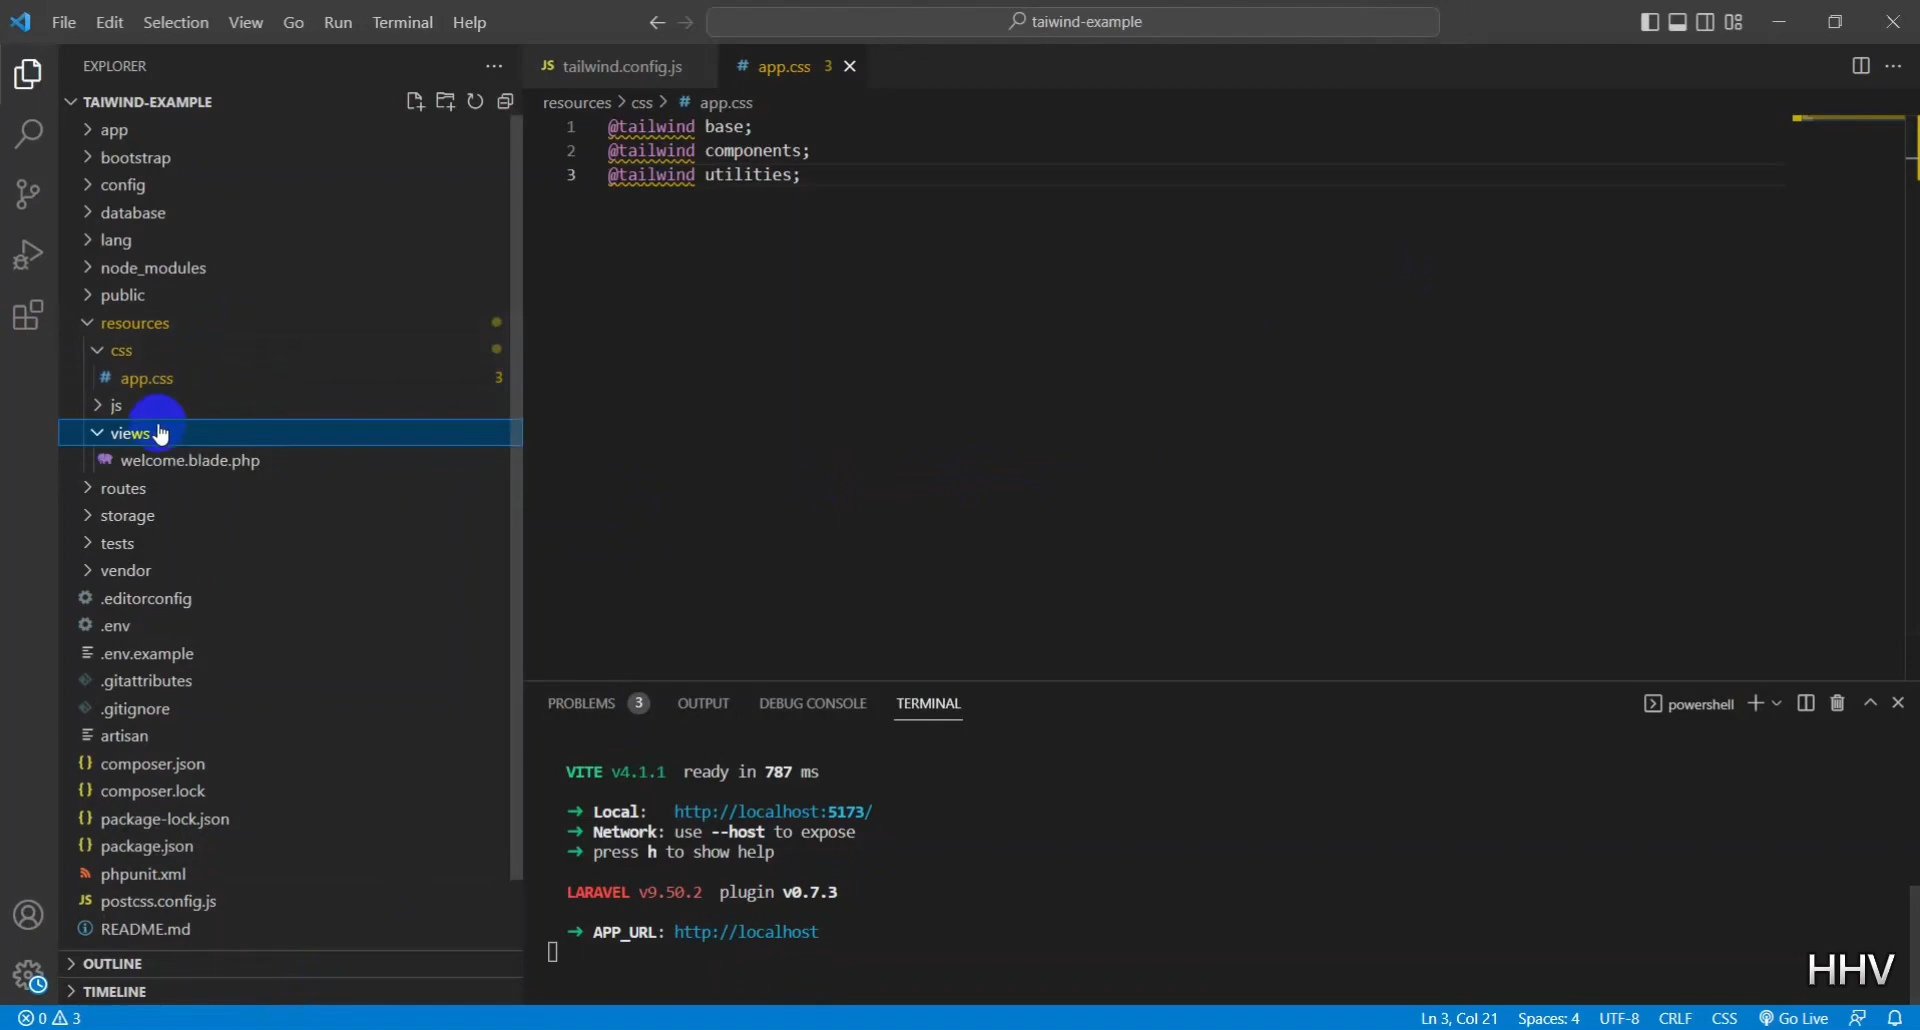 File Edit Selection View Go Run Terminal Help
taiwind-example
EXPLORER
TAIWIND-EXAMPLE
app
bootstrap
config
database
lang
node_modules
public
resources
css
app.css 3
js
views
welcome.blade.php
routes
storage
tests
vendor
.editorconfig
.env
.env.example
.gitattributes
.gitignore
artisan
composer.json
composer.lock
package-lock.json
package.json
phpunit.xml
postcss.config.js
README.md
OUTLINE
TIMELINE
JS tailwind.config.js
# app.css 3
resources > css > # app.css
1 @tailwind base;
2 @tailwind components;
3 @tailwind utilities;
PROBLEMS 3 OUTPUT DEBUG CONSOLE TERMINAL
powershell
VITE v4.1.1 ready in 787 ms
➜ Local: http://localhost:5173/
➜ Network: use --host to expose
➜ press h to show help
LARAVEL v9.50.2 plugin v0.7.3
➜ APP_URL: http://localhost
HHV
0 3
Ln 3, Col 21 Spaces: 4 UTF-8 CRLF CSS Go Live